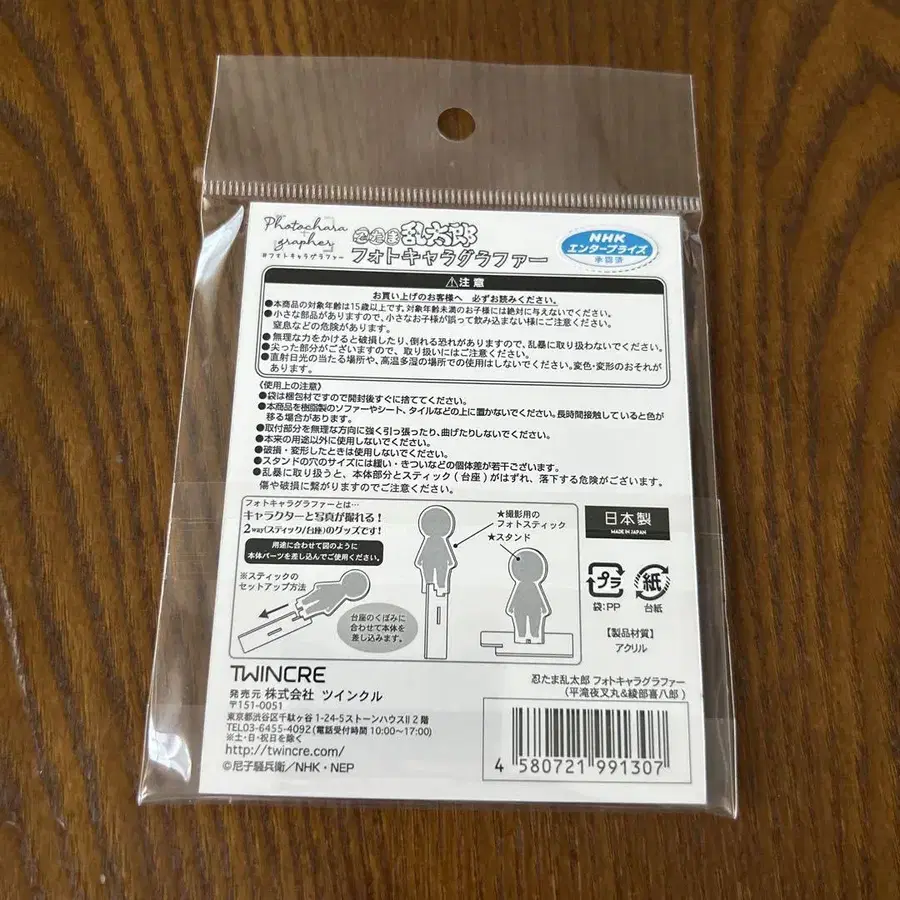 Photochara
+
grapher
#フォトキャラグラファー
忍たま乱太郎
フォトキャラグラファー
NHK
エンタープライズ
承認済
⚠注意
お買い上げのお客様へ 必ずお読みください。
●本商品の対象年齢は15歳以上です。対象年齢未満のお子様には絶対に与えないでください。
●小さな部品がありますので、小さなお子様が誤って飲み込まない様にご注意ください。
窒息などの危険があります。
●無理な力をかけると破損したり、倒れる恐れがありますので、乱暴に取り扱わないでください。
●尖った部分がございますので、取り扱いにはご注意ください。
●直射日光の当たる場所や、高温多湿の場所での使用はしないでください。変色・変形のおそれが
あります。
〈使用上の注意〉
●袋は梱包材ですので開封後すぐに捨ててください。
●本商品を樹脂製のソファーやシート、タイルなどの上に置かないでください。長時間接触していると色が
移る場合があります。
●取付部分を無理な方向に強く引っ張ったり、曲げたりしないでください。
●本来の用途以外に使用しないでください。
●破損・変形したときは使用しないでください。
●スタンドの穴のサイズには緩い・きついなどの個体差が若干ございます。
●乱暴に取り扱うと、本体部分とスティック(台座)がはずれ、落下する危険がございます。
傷や破損に繋がりますのでご注意ください。
フォトキャラグラファーとは…
キャラクターと写真が撮れる!
2way(スティック/台座)のグッズです!
用途に合わせて図のように
本体パーツを差し込んでご使用ください。
※スティックの
セットアップ方法
台座のくぼみに
合わせて本体を
差し込みます。
★撮影用の
フォトスティック
★スタンド
日本製
MADE IN JAPAN
プラ
袋:PP
紙
台紙
【製品材質】
アクリル
TWINCRE
発売元 株式会社 ツインクル
〒151-0051
東京都渋谷区千駄ヶ谷 1-24-5ストーンハウスII 2階
TEL03-6455-4092(電話受付時間 10:00〜17:00)
※土・日・祝日を除く
http://twincre.com/
©尼子騒兵衛/NHK・NEP
忍たま乱太郎 フォトキャラグラファー
(平滝夜叉丸&綾部喜八郎)
4 580721 991307